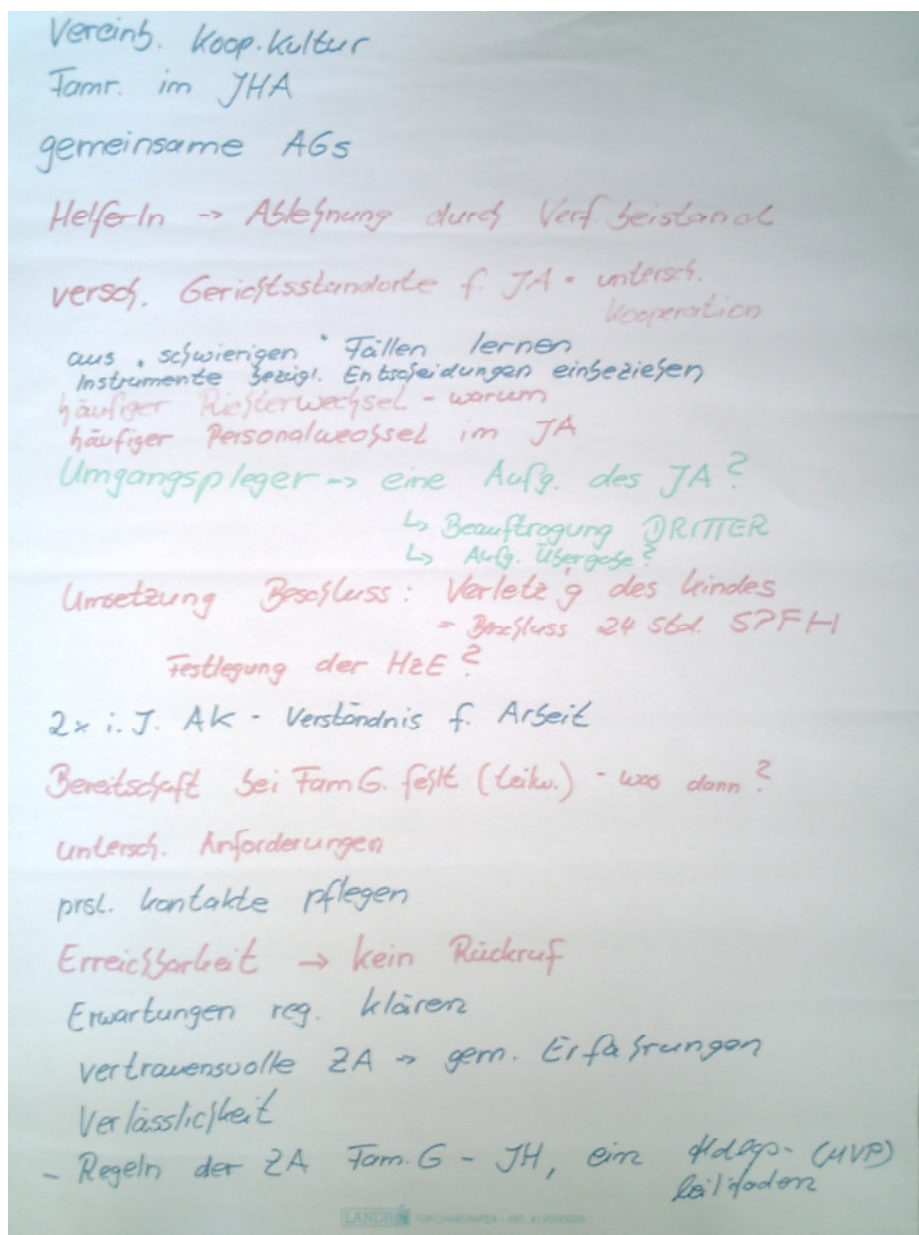 Vereinb. Koop.kultur
Famr. im JHA
gemeinsame AGs
HelferIn → Ablehnung durch Verf.beistand
versch. Gerichtsstandorte f. JA - untersch.
Kooperation
aus "schwierigen" Fällen lernen
Instrumente bezügl. Entscheidungen einbeziehen
häufiger Richterwechsel - warum
häufiger Personalwechsel im JA
Umgangspleger → eine Aufg. des JA?
↳ Beauftragung DRITTER
↳ Aufg. Übergabe?
Umsetzung Beschluss: Verletz'g des Kindes
= Beschluss 24 Std. SPFH
Festlegung der HzE?
2x i. J. AK - Verständnis f. Arbeit
Bereitschaft bei Fam G. fehlt (teilw.) - was dann?
untersch. Anforderungen
prsl. Kontakte pflegen
Erreichbarkeit → kein Rückruf
Erwartungen reg. klären
vertrauensvolle ZA → gem. Erfahrungen
Verlässlichkeit
- Regeln der ZA Fam. G - JH, ein Hdlgs- (MVP)
leitfaden
LANDRÉ